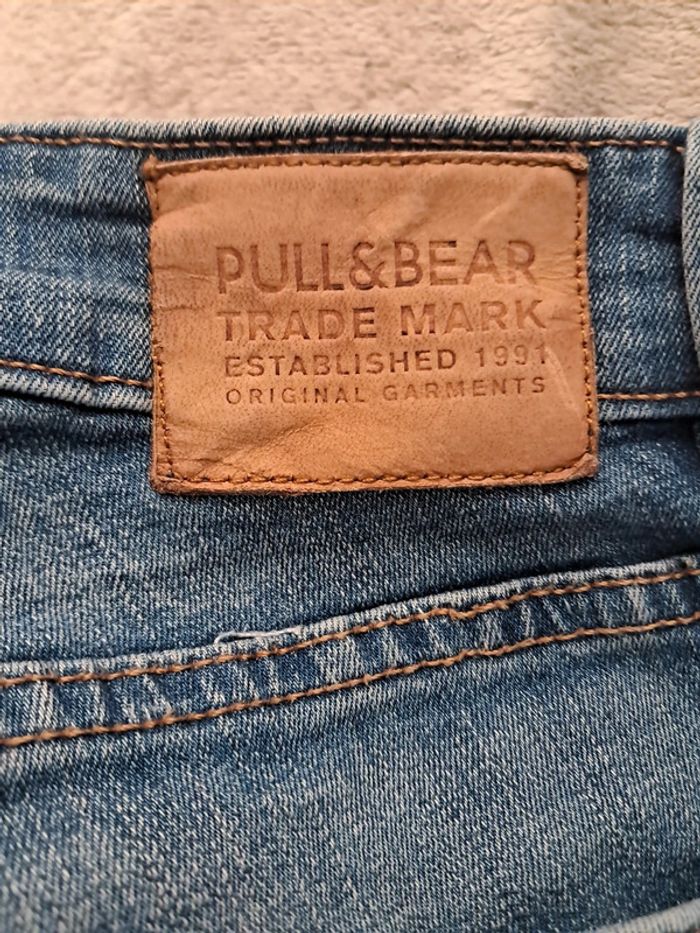 PULL&BEAR
TRADE MARK
ESTABLISHED 1991
ORIGINAL GARMENTS